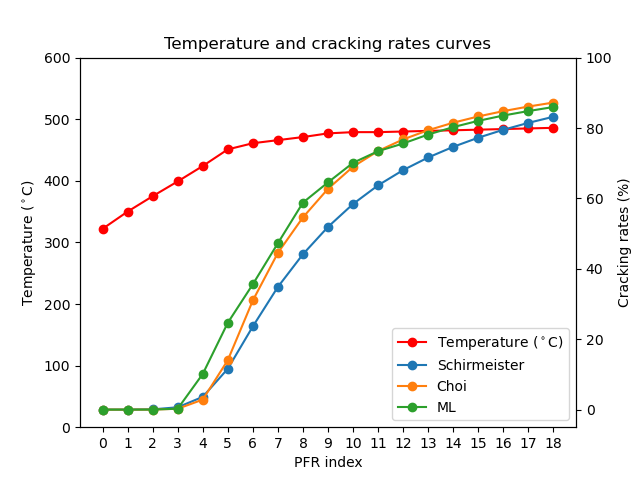 Temperature and cracking rates curves
600
500
400
300
200
100
0
Temperature (°C)
100
80
60
40
20
0
Cracking rates (%)
Temperature (°C)
Schirmeister
Choi
ML
0 1 2 3 4 5 6 7 8 9 10 11 12 13 14 15 16 17 18
PFR index